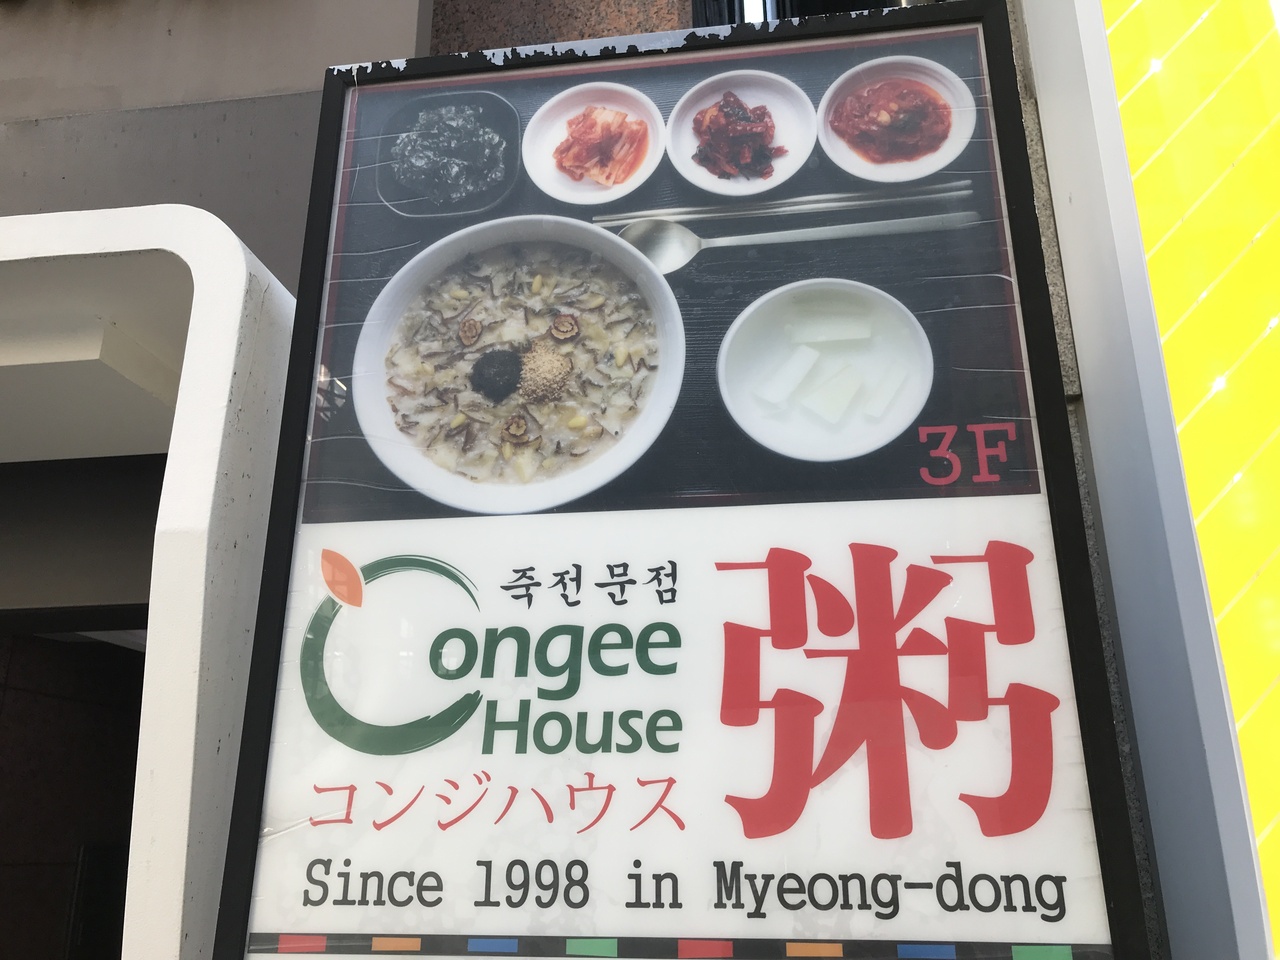 3F
죽전문점
Congee
House
コンジハウス
粥
Since 1998 in Myeong-dong